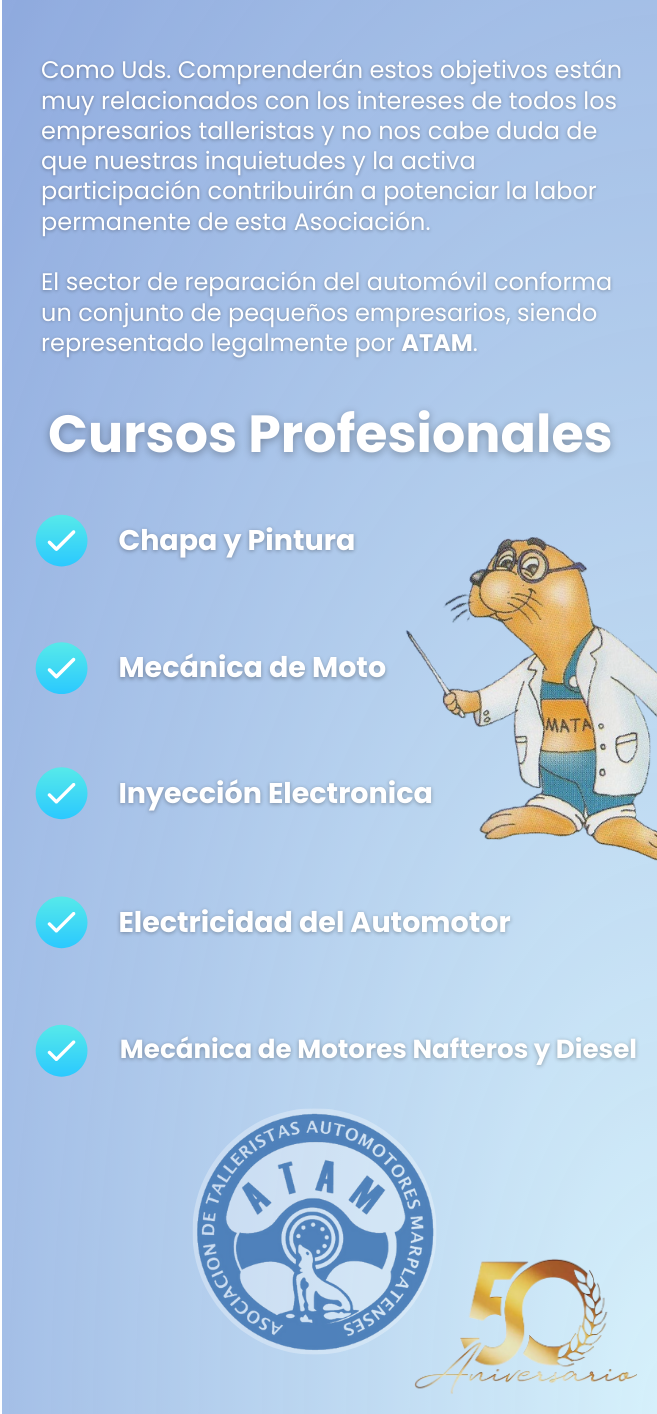 Como Uds. Comprenderán estos objetivos están
muy relacionados con los intereses de todos los
empresarios talleristas y no nos cabe duda de
que nuestras inquietudes y la activa
participación contribuirán a potenciar la labor
permanente de esta Asociación.
El sector de reparación del automóvil conforma
un conjunto de pequeños empresarios, siendo
representado legalmente por ATAM.
Cursos Profesionales
Chapa y Pintura
Mecánica de Moto
MATA
Inyección Electronica
Electricidad del Automotor
Mecánica de Motores Nafteros y Diesel
ASOCIACION DE TALLERISTAS AUTOMOTORES MARPLATENSES
ATAM
50
Aniversario